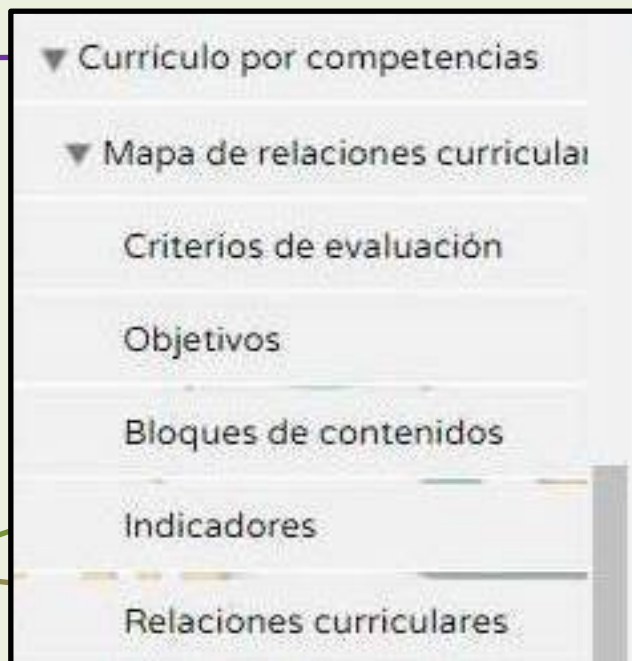 Currículo por competencias
Mapa de relaciones curricular
Criterios de evaluación
Objetivos
Bloques de contenidos
Indicadores
Relaciones curriculares